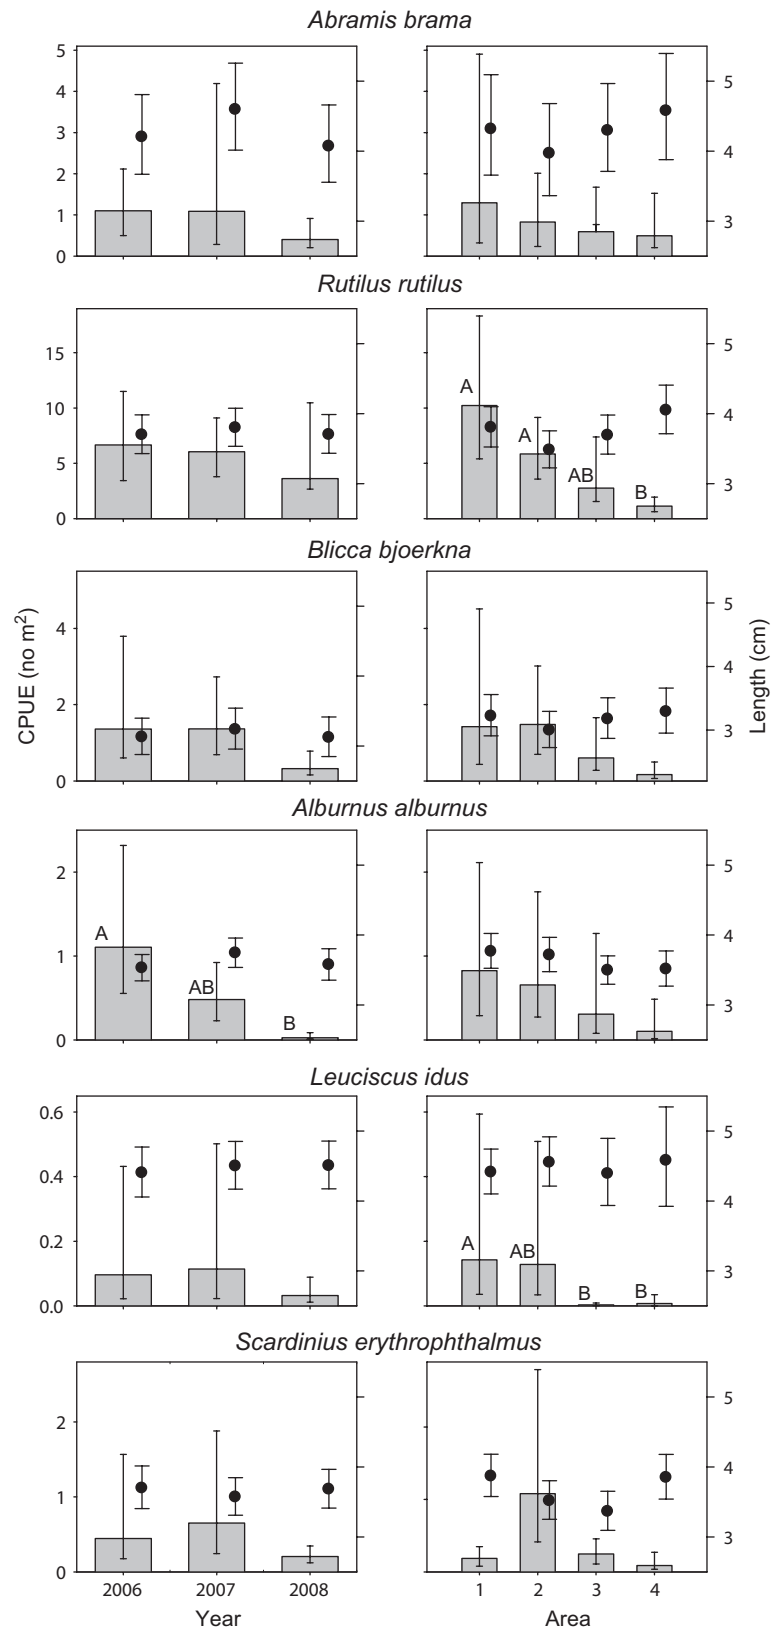 Abramis brama
5
4
3
2
1
0
5
4
3
Rutilus rutilus
15
10
5
0
A
A
AB
B
5
4
3
Blicca bjoerkna
4
2
0
5
4
3
CPUE (no m²)
Length (cm)
Alburnus alburnus
2
1
0
A
AB
B
5
4
3
Leuciscus idus
0.6
0.4
0.2
0.0
A
AB
B
B
5
4
3
Scardinius erythrophthalmus
2
1
0
5
4
3
2006 2007 2008
1 2 3 4
Year
Area